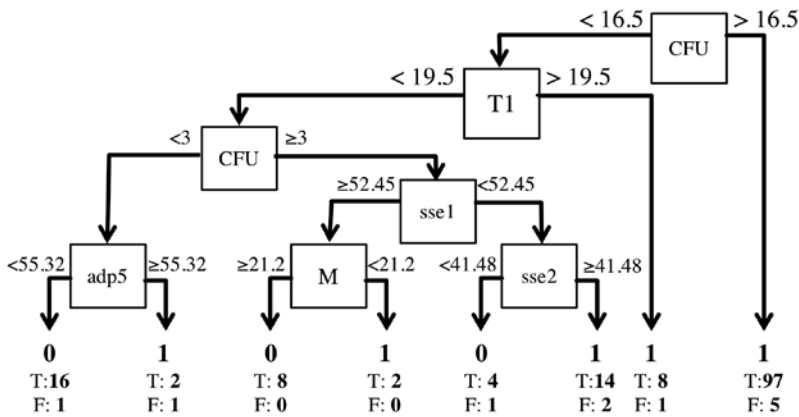 < 16.5 CFU > 16.5
< 19.5 T1 > 19.5
<3 CFU ≥3
≥52.45 sse1 <52.45
<55.32 adp5 ≥55.32 ≥21.2 M <21.2 <41.48 sse2 ≥41.48
0 1 0 1 0 1 1 1
T:16 T: 2 T: 8 T: 2 T: 4 T:14 T: 8 T:97
F: 1 F: 1 F: 0 F: 0 F: 1 F: 2 F: 1 F: 5